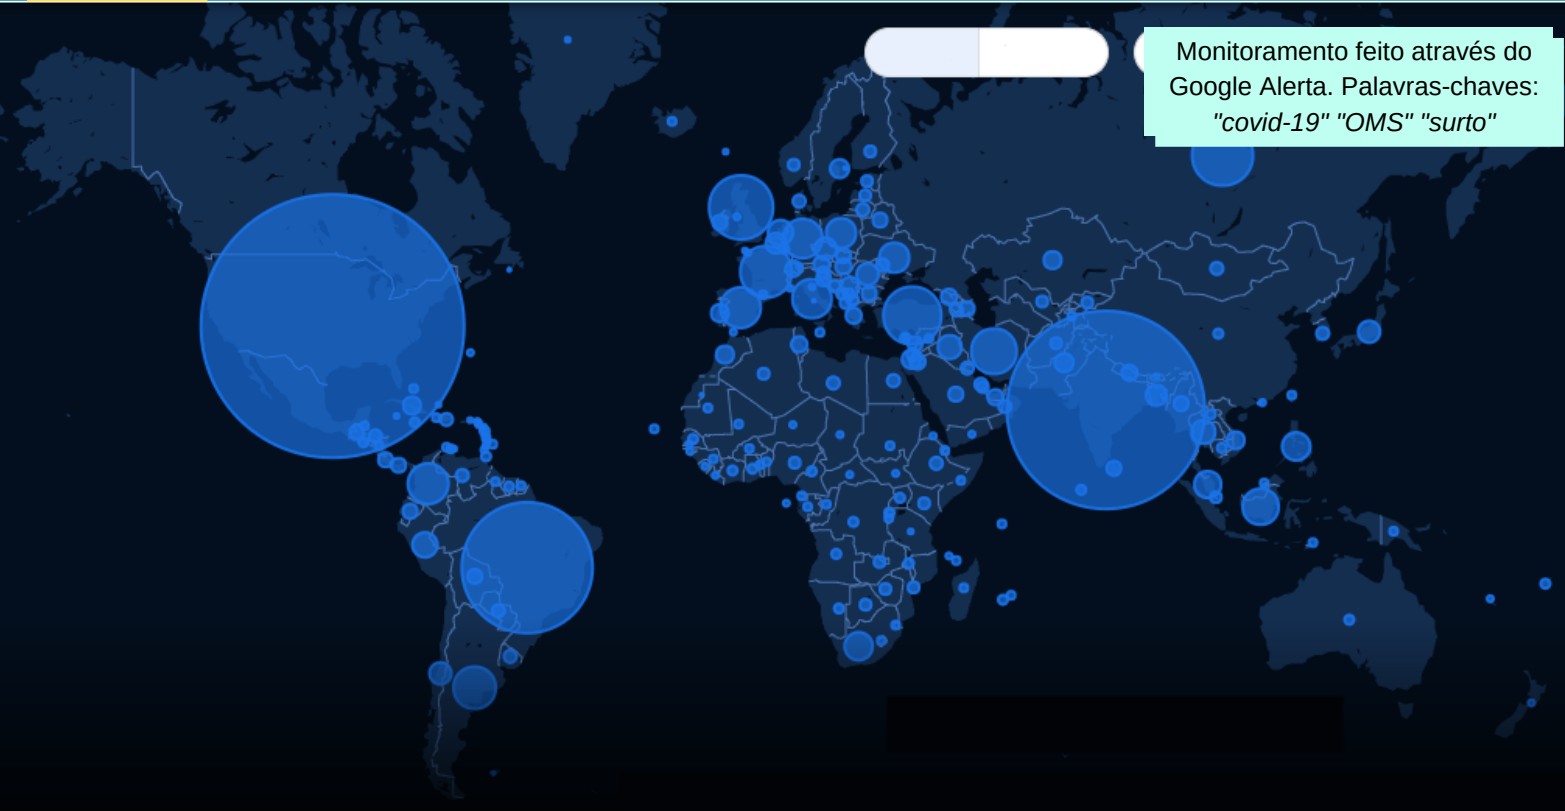 Monitoramento feito através do
Google Alerta. Palavras-chaves:
"covid-19" "OMS" "surto"